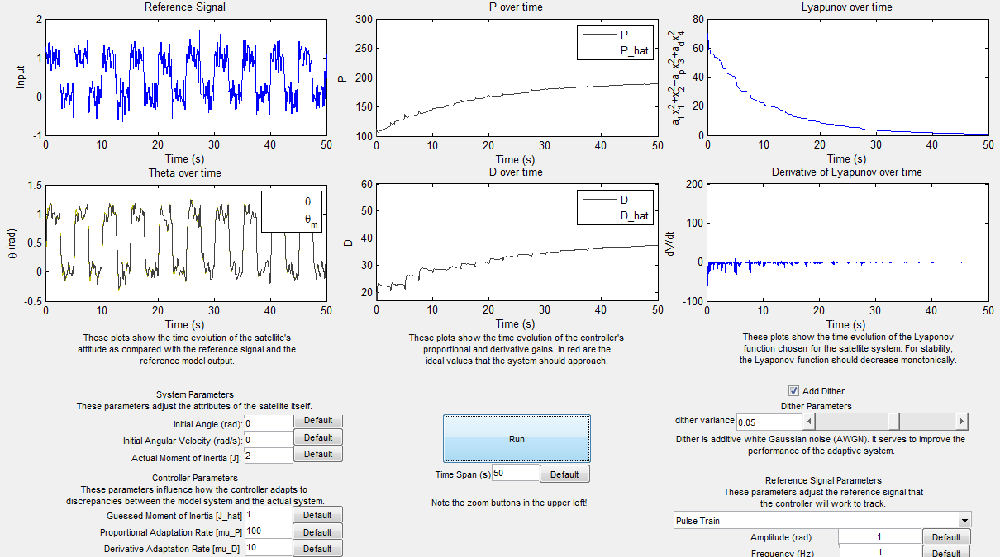 Reference Signal
2
1
0
-1
Input
0 10 20 30 40 50
Time (s)
P over time
300
250
200
150
100
P
P
P_hat
0 10 20 30 40 50
Time (s)
Lyapunov over time
80
60
40
20
0
a1x1^2+x2^2+apx3^2+adx4^2
0 10 20 30 40 50
Time (s)
Theta over time
1.5
1
0.5
0
-0.5
θ (rad)
θ
θm
0 10 20 30 40 50
Time (s)
D over time
60
50
40
30
20
D
D
D_hat
0 10 20 30 40 50
Time (s)
Derivative of Lyapunov over time
200
100
0
-100
dV/dt
0 10 20 30 40 50
Time (s)
These plots show the time evolution of the satellite's
attitude as compared with the reference signal and the
reference model output.
These plots show the time evolution of the controller's
proportional and derivative gains. In red are the
ideal values that the system should approach.
These plots show the time evolution of the Lyaponov
function chosen for the satellite system. For stability,
the Lyaponov function should decrease monotonically.
System Parameters
These parameters adjust the attributes of the satellite itself.
Initial Angle (rad): 0 Default
Initial Angular Velocity (rad/s): 0 Default
Actual Moment of Inertia [J]: 2 Default
Controller Parameters
These parameters influence how the controller adapts to
discrepancies between the model system and the actual system.
Guessed Moment of Inertia [J_hat] 1 Default
Proportional Adaptation Rate [mu_P] 100 Default
Derivative Adaptation Rate [mu_D] 10 Default
Run
Time Span (s) 50 Default
Note the zoom buttons in the upper left!
Add Dither
Dither Parameters
dither variance 0.05
Dither is additive white Gaussian noise (AWGN). It serves to improve the
performance of the adaptive system.
Reference Signal Parameters
These parameters adjust the reference signal that
the controller will work to track.
Pulse Train
Amplitude (rad) 1 Default
Frequency (Hz) 1 Default